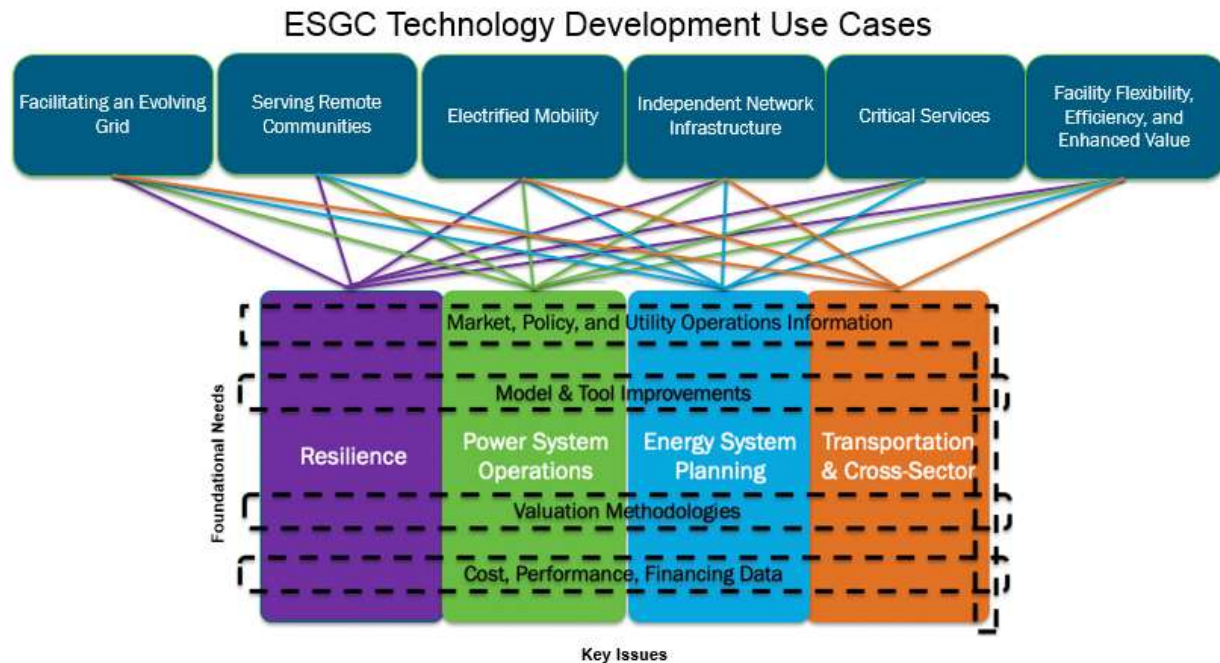 ESGC Technology Development Use Cases
Facilitating an Evolving
Grid
Serving Remote
Communities
Electrified Mobility
Independent Network
Infrastructure
Critical Services
Facility Flexibility,
Efficiency, and
Enhanced Value
Market, Policy, and Utility Operations Information
Model & Tool Improvements
Foundational Needs
Resilience
Power System
Operations
Energy System
Planning
Transportation
& Cross-Sector
Valuation Methodologies
Cost, Performance, Financing Data
Key Issues